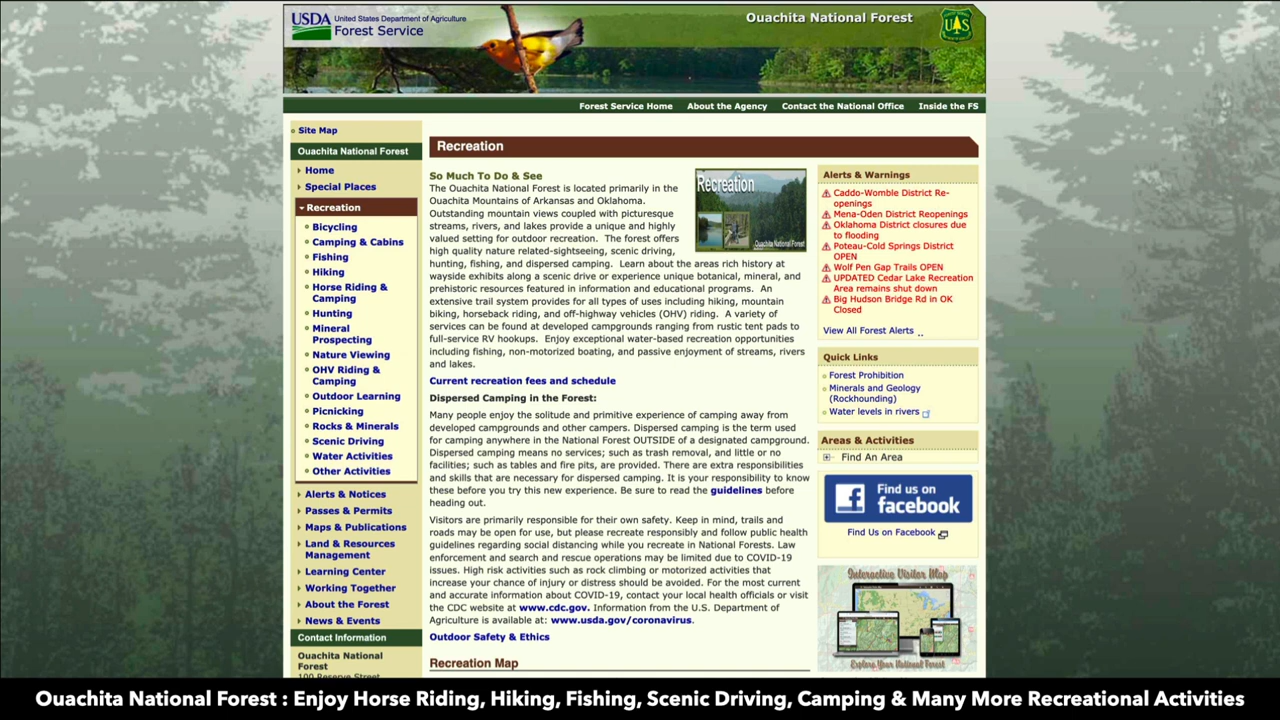 USDA
United States Department of Agriculture
Forest Service
Ouachita National Forest
U S
Forest Service Home About the Agency Contact the National Office Inside the FS
Site Map
Ouachita National Forest
Home
Special Places
Recreation
Bicycling
Camping & Cabins
Fishing
Hiking
Horse Riding &
Camping
Hunting
Mineral
Prospecting
Nature Viewing
OHV Riding &
Camping
Outdoor Learning
Picnicking
Rocks & Minerals
Scenic Driving
Water Activities
Other Activities
Alerts & Notices
Passes & Permits
Maps & Publications
Land & Resources
Management
Learning Center
Working Together
About the Forest
News & Events
Contact Information
Ouachita National
Forest
100 Reserve Street
Recreation
So Much To Do & See
The Ouachita National Forest is located primarily in the
Ouachita Mountains of Arkansas and Oklahoma.
Outstanding mountain views coupled with picturesque
streams, rivers, and lakes provide a unique and highly
valued setting for outdoor recreation. The forest offers
high quality nature related-sightseeing, scenic driving,
hunting, fishing, and dispersed camping. Learn about the areas rich history at
wayside exhibits along a scenic drive or experience unique botanical, mineral, and
prehistoric resources featured in information and educational programs. An
extensive trail system provides for all types of uses including hiking, mountain
biking, horseback riding, and off-highway vehicles (OHV) riding. A variety of
services can be found at developed campgrounds ranging from rustic tent pads to
full-service RV hookups. Enjoy exceptional water-based recreation opportunities
including fishing, non-motorized boating, and passive enjoyment of streams, rivers
and lakes.
Recreation
Ouachita National Forest
Current recreation fees and schedule
Dispersed Camping in the Forest:
Many people enjoy the solitude and primitive experience of camping away from
developed campgrounds and other campers. Dispersed camping is the term used
for camping anywhere in the National Forest OUTSIDE of a designated campground.
Dispersed camping means no services; such as trash removal, and little or no
facilities; such as tables and fire pits, are provided. There are extra responsibilities
and skills that are necessary for dispersed camping. It is your responsibility to know
these before you try this new experience. Be sure to read the guidelines before
heading out.
Visitors are primarily responsible for their own safety. Keep in mind, trails and
roads may be open for use, but please recreate responsibly and follow public health
guidelines regarding social distancing while you recreate in National Forests. Law
enforcement and search and rescue operations may be limited due to COVID-19
issues. High risk activities such as rock climbing or motorized activities that
increase your chance of injury or distress should be avoided. For the most current
and accurate information about COVID-19, contact your local health officials or visit
the CDC website at www.cdc.gov. Information from the U.S. Department of
Agriculture is available at: www.usda.gov/coronavirus.
Outdoor Safety & Ethics
Recreation Map
Alerts & Warnings
Caddo-Womble District Re-
openings
Mena-Oden District Reopenings
Oklahoma District closures due
to flooding
Poteau-Cold Springs District
OPEN
Wolf Pen Gap Trails OPEN
UPDATED Cedar Lake Recreation
Area remains shut down
Big Hudson Bridge Rd in OK
Closed
View All Forest Alerts
Quick Links
Forest Prohibition
Minerals and Geology
(Rockhounding)
Water levels in rivers
Areas & Activities
Find An Area
Find us on
facebook
Find Us on Facebook
Interactive Visitor Map
Explore Your National Forest
Ouachita National Forest : Enjoy Horse Riding, Hiking, Fishing, Scenic Driving, Camping & Many More Recreational Activities